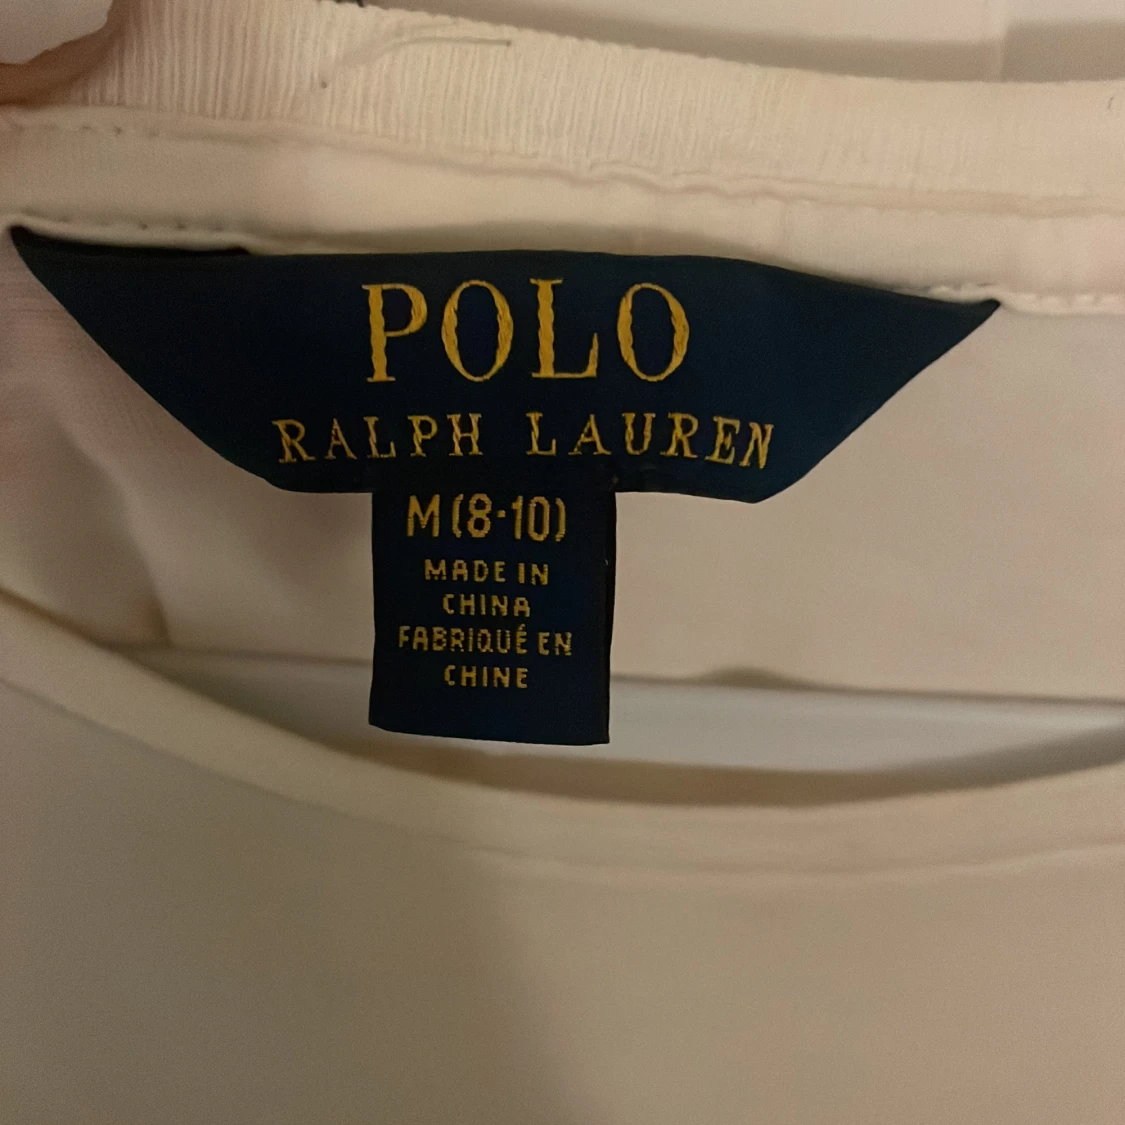 POLO
RALPH LAUREN
M(8-10)
MADE IN
CHINA
FABRIQUÉ EN
CHINE